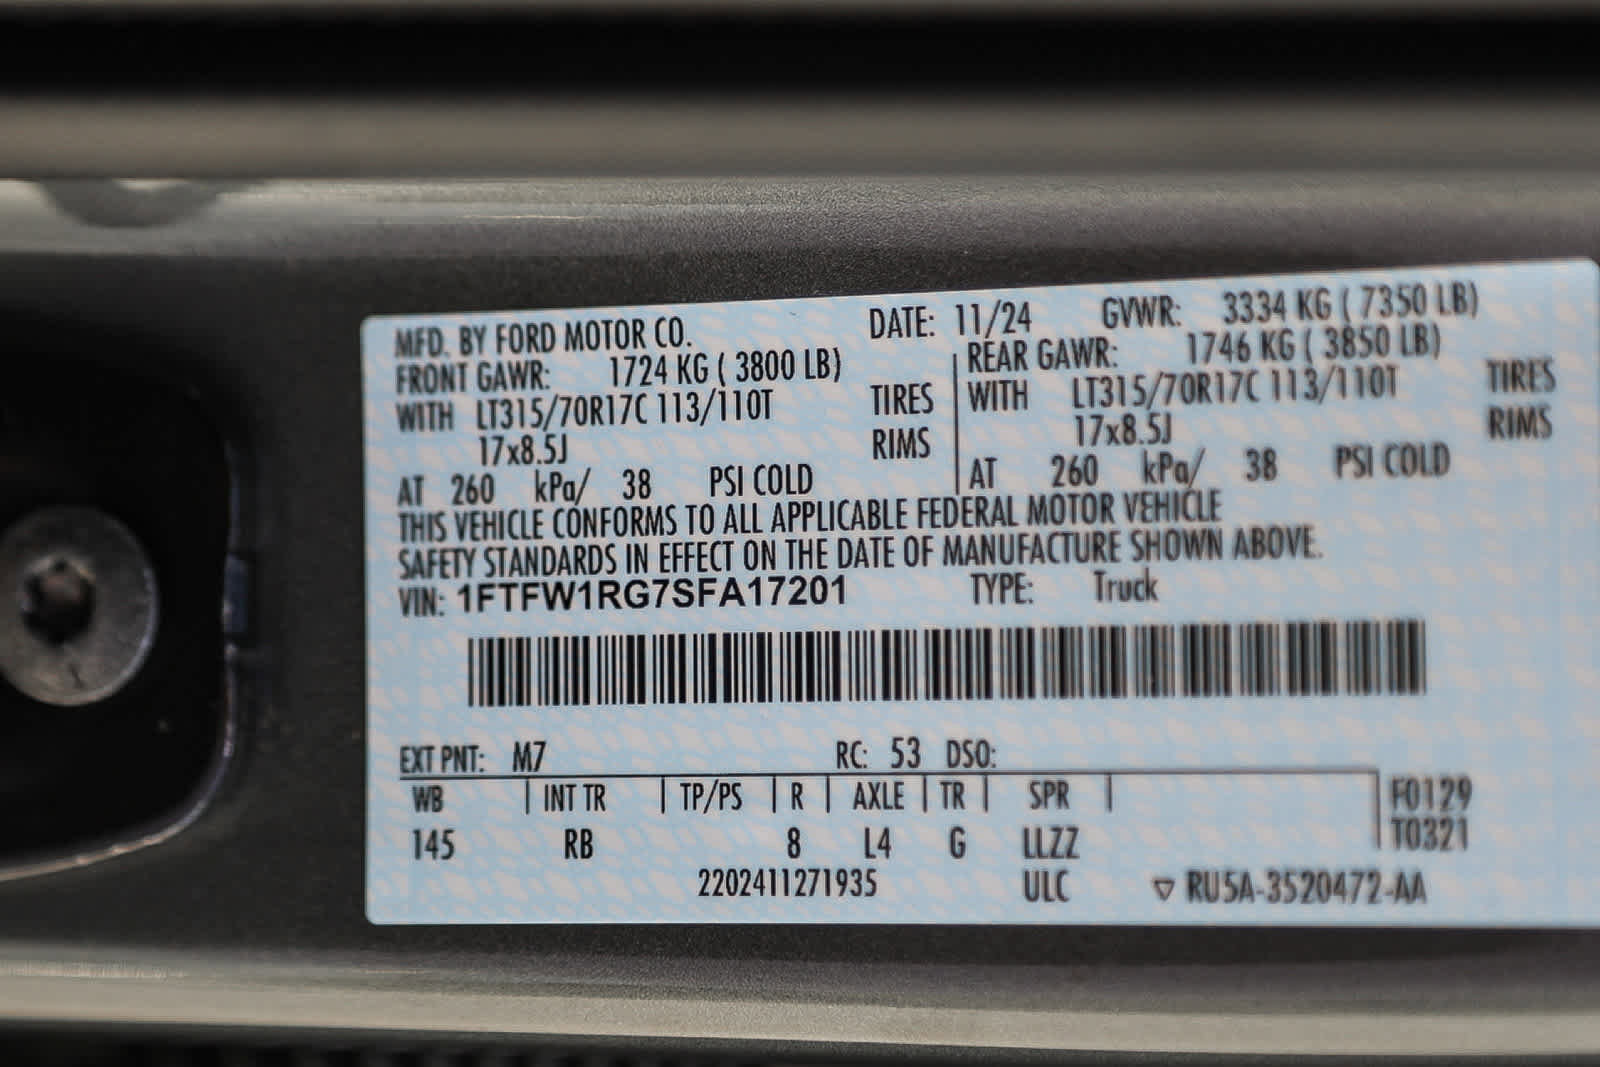 MFD. BY FORD MOTOR CO. DATE: 11/24 GVWR: 3334 KG ( 7350 LB)
FRONT GAWR: 1724 KG ( 3800 LB) REAR GAWR: 1746 KG ( 3850 LB)
WITH LT315/70R17C 113/110T TIRES WITH LT315/70R17C 113/110T TIRES
17x8.5J RIMS 17x8.5J RIMS
AT 260 kPa/ 38 PSI COLD AT 260 kPa/ 38 PSI COLD
THIS VEHICLE CONFORMS TO ALL APPLICABLE FEDERAL MOTOR VEHICLE
SAFETY STANDARDS IN EFFECT ON THE DATE OF MANUFACTURE SHOWN ABOVE.
VIN: 1FTFW1RG7SFA17201 TYPE: Truck
EXT PNT: M7 RC: 53 DSO:
WB INT TR TP/PS R AXLE TR SPR F0129
145 RB 8 L4 G LLZZ T0321
2202411271935 ULC ▽ RU5A-3520472-AA